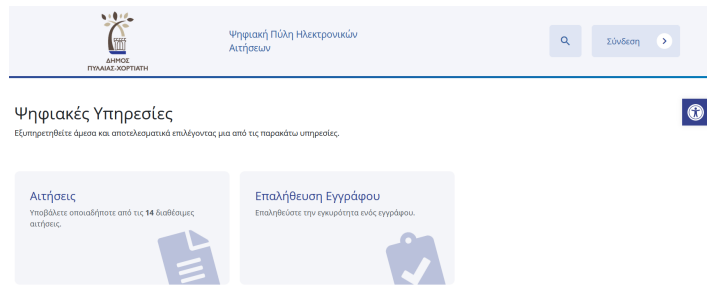 ΔΗΜΟΣ
ΠΥΛΑΙΑΣ-ΧΟΡΤΙΑΤΗ
Ψηφιακή Πύλη Ηλεκτρονικών
Αιτήσεων
Σύνδεση
Ψηφιακές Υπηρεσίες
Εξυπηρετηθείτε άμεσα και αποτελεσματικά επιλέγοντας μια από τις παρακάτω υπηρεσίες.
Αιτήσεις
Υποβάλετε οποιαδήποτε από τις 14 διαθέσιμες
αιτήσεις.
Επαλήθευση Εγγράφου
Επαληθεύστε την εγκυρότητα ενός εγγράφου.